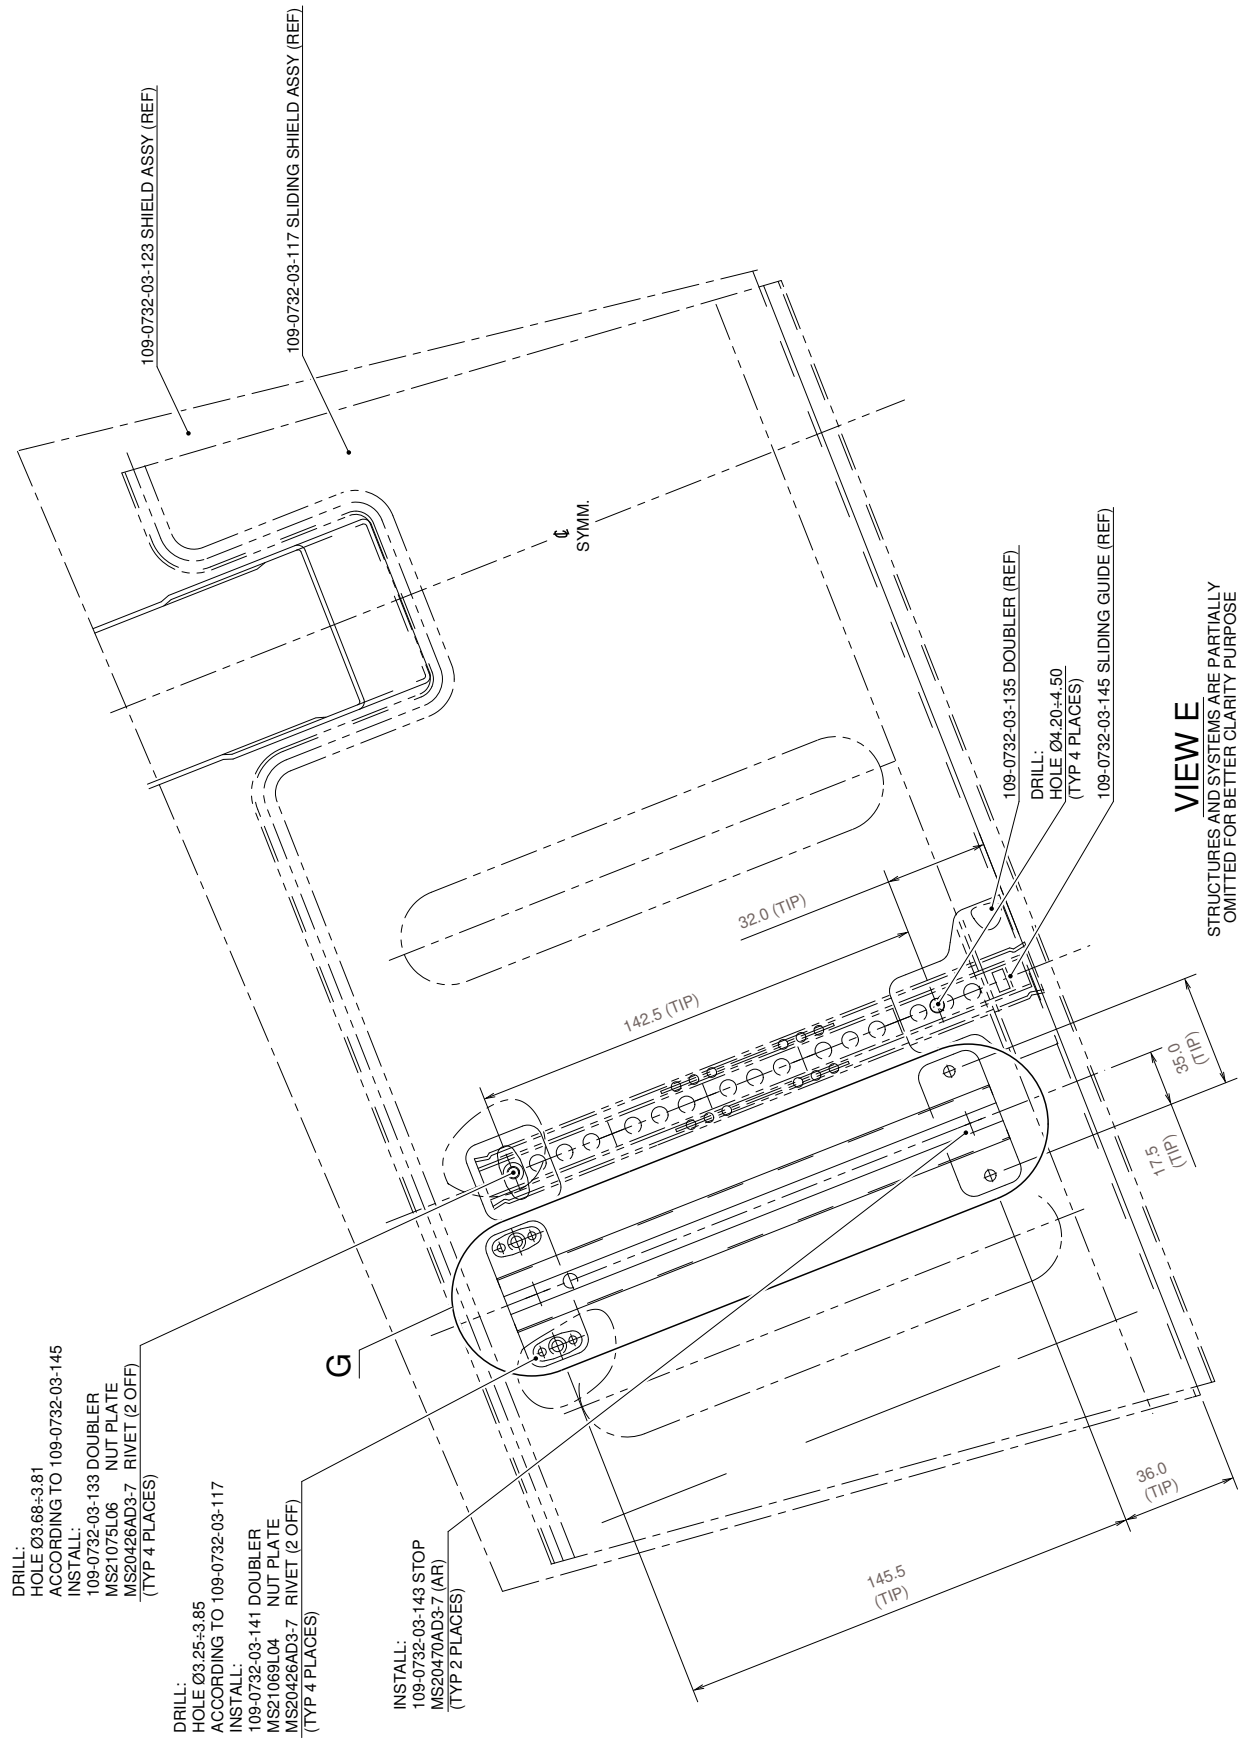 DRILL:
HOLE Ø3.68÷3.81
ACCORDING TO 109-0732-03-145
INSTALL:
109-0732-03-133 DOUBLER
MS21075L06 NUT PLATE
MS20426AD3-7 RIVET (2 OFF)
(TYP 4 PLACES)
DRILL:
HOLE Ø3.25÷3.85
ACCORDING TO 109-0732-03-117
INSTALL:
109-0732-03-141 DOUBLER
MS21069L04 NUT PLATE
MS20426AD3-7 RIVET (2 OFF)
(TYP 4 PLACES)
INSTALL:
109-0732-03-143 STOP
MS20470AD3-7 (AR)
(TYP 2 PLACES)
G
109-0732-03-123 SHIELD ASSY (REF)
109-0732-03-117 SLIDING SHIELD ASSY (REF)
℄
SYMM.
142.5 (TIP)
32.0 (TIP)
109-0732-03-135 DOUBLER (REF)
DRILL:
HOLE Ø4.20÷4.50
(TYP 4 PLACES)
109-0732-03-145 SLIDING GUIDE (REF)
35.0
(TIP)
17.5
(TIP)
145.5
(TIP)
36.0
(TIP)
VIEW E
STRUCTURES AND SYSTEMS ARE PARTIALLY
OMITTED FOR BETTER CLARITY PURPOSE